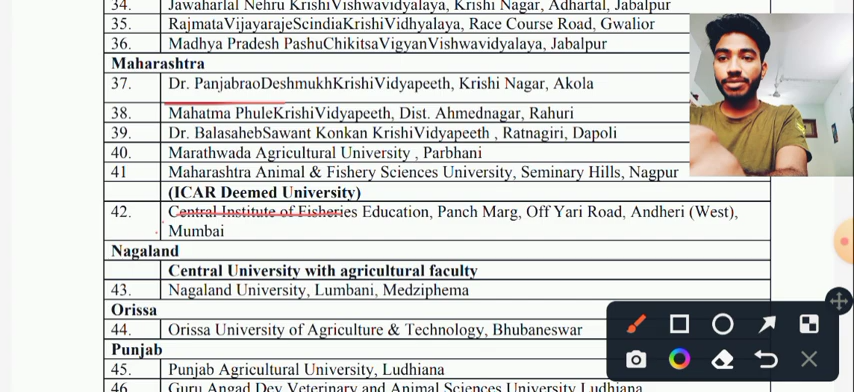 34. Jawaharlal Nehru KrishiVishwavidyalaya, Krishi Nagar, Adhartal, Jabalpur
35. RajmataVijayarajeScindiaKrishiVidhyalaya, Race Course Road, Gwalior
36. Madhya Pradesh PashuChikitsaVigyanVishwavidyalaya, Jabalpur
Maharashtra
37. Dr. PanjabraoDeshmukhKrishiVidyapeeth, Krishi Nagar, Akola
38. Mahatma PhuleKrishiVidyapeeth, Dist. Ahmednagar, Rahuri
39. Dr. BalasahebSawant Konkan KrishiVidyapeeth , Ratnagiri, Dapoli
40. Marathwada Agricultural University , Parbhani
41 Maharashtra Animal & Fishery Sciences University, Seminary Hills, Nagpur
(ICAR Deemed University)
42. Central Institute of Fisheries Education, Panch Marg, Off Yari Road, Andheri (West),
Mumbai
Nagaland
Central University with agricultural faculty
43. Nagaland University, Lumbani, Medziphema
Orissa
44. Orissa University of Agriculture & Technology, Bhubaneswar
Punjab
45. Punjab Agricultural University, Ludhiana
46 Guru Angad Dev Veterinary and Animal Sciences University Ludhiana